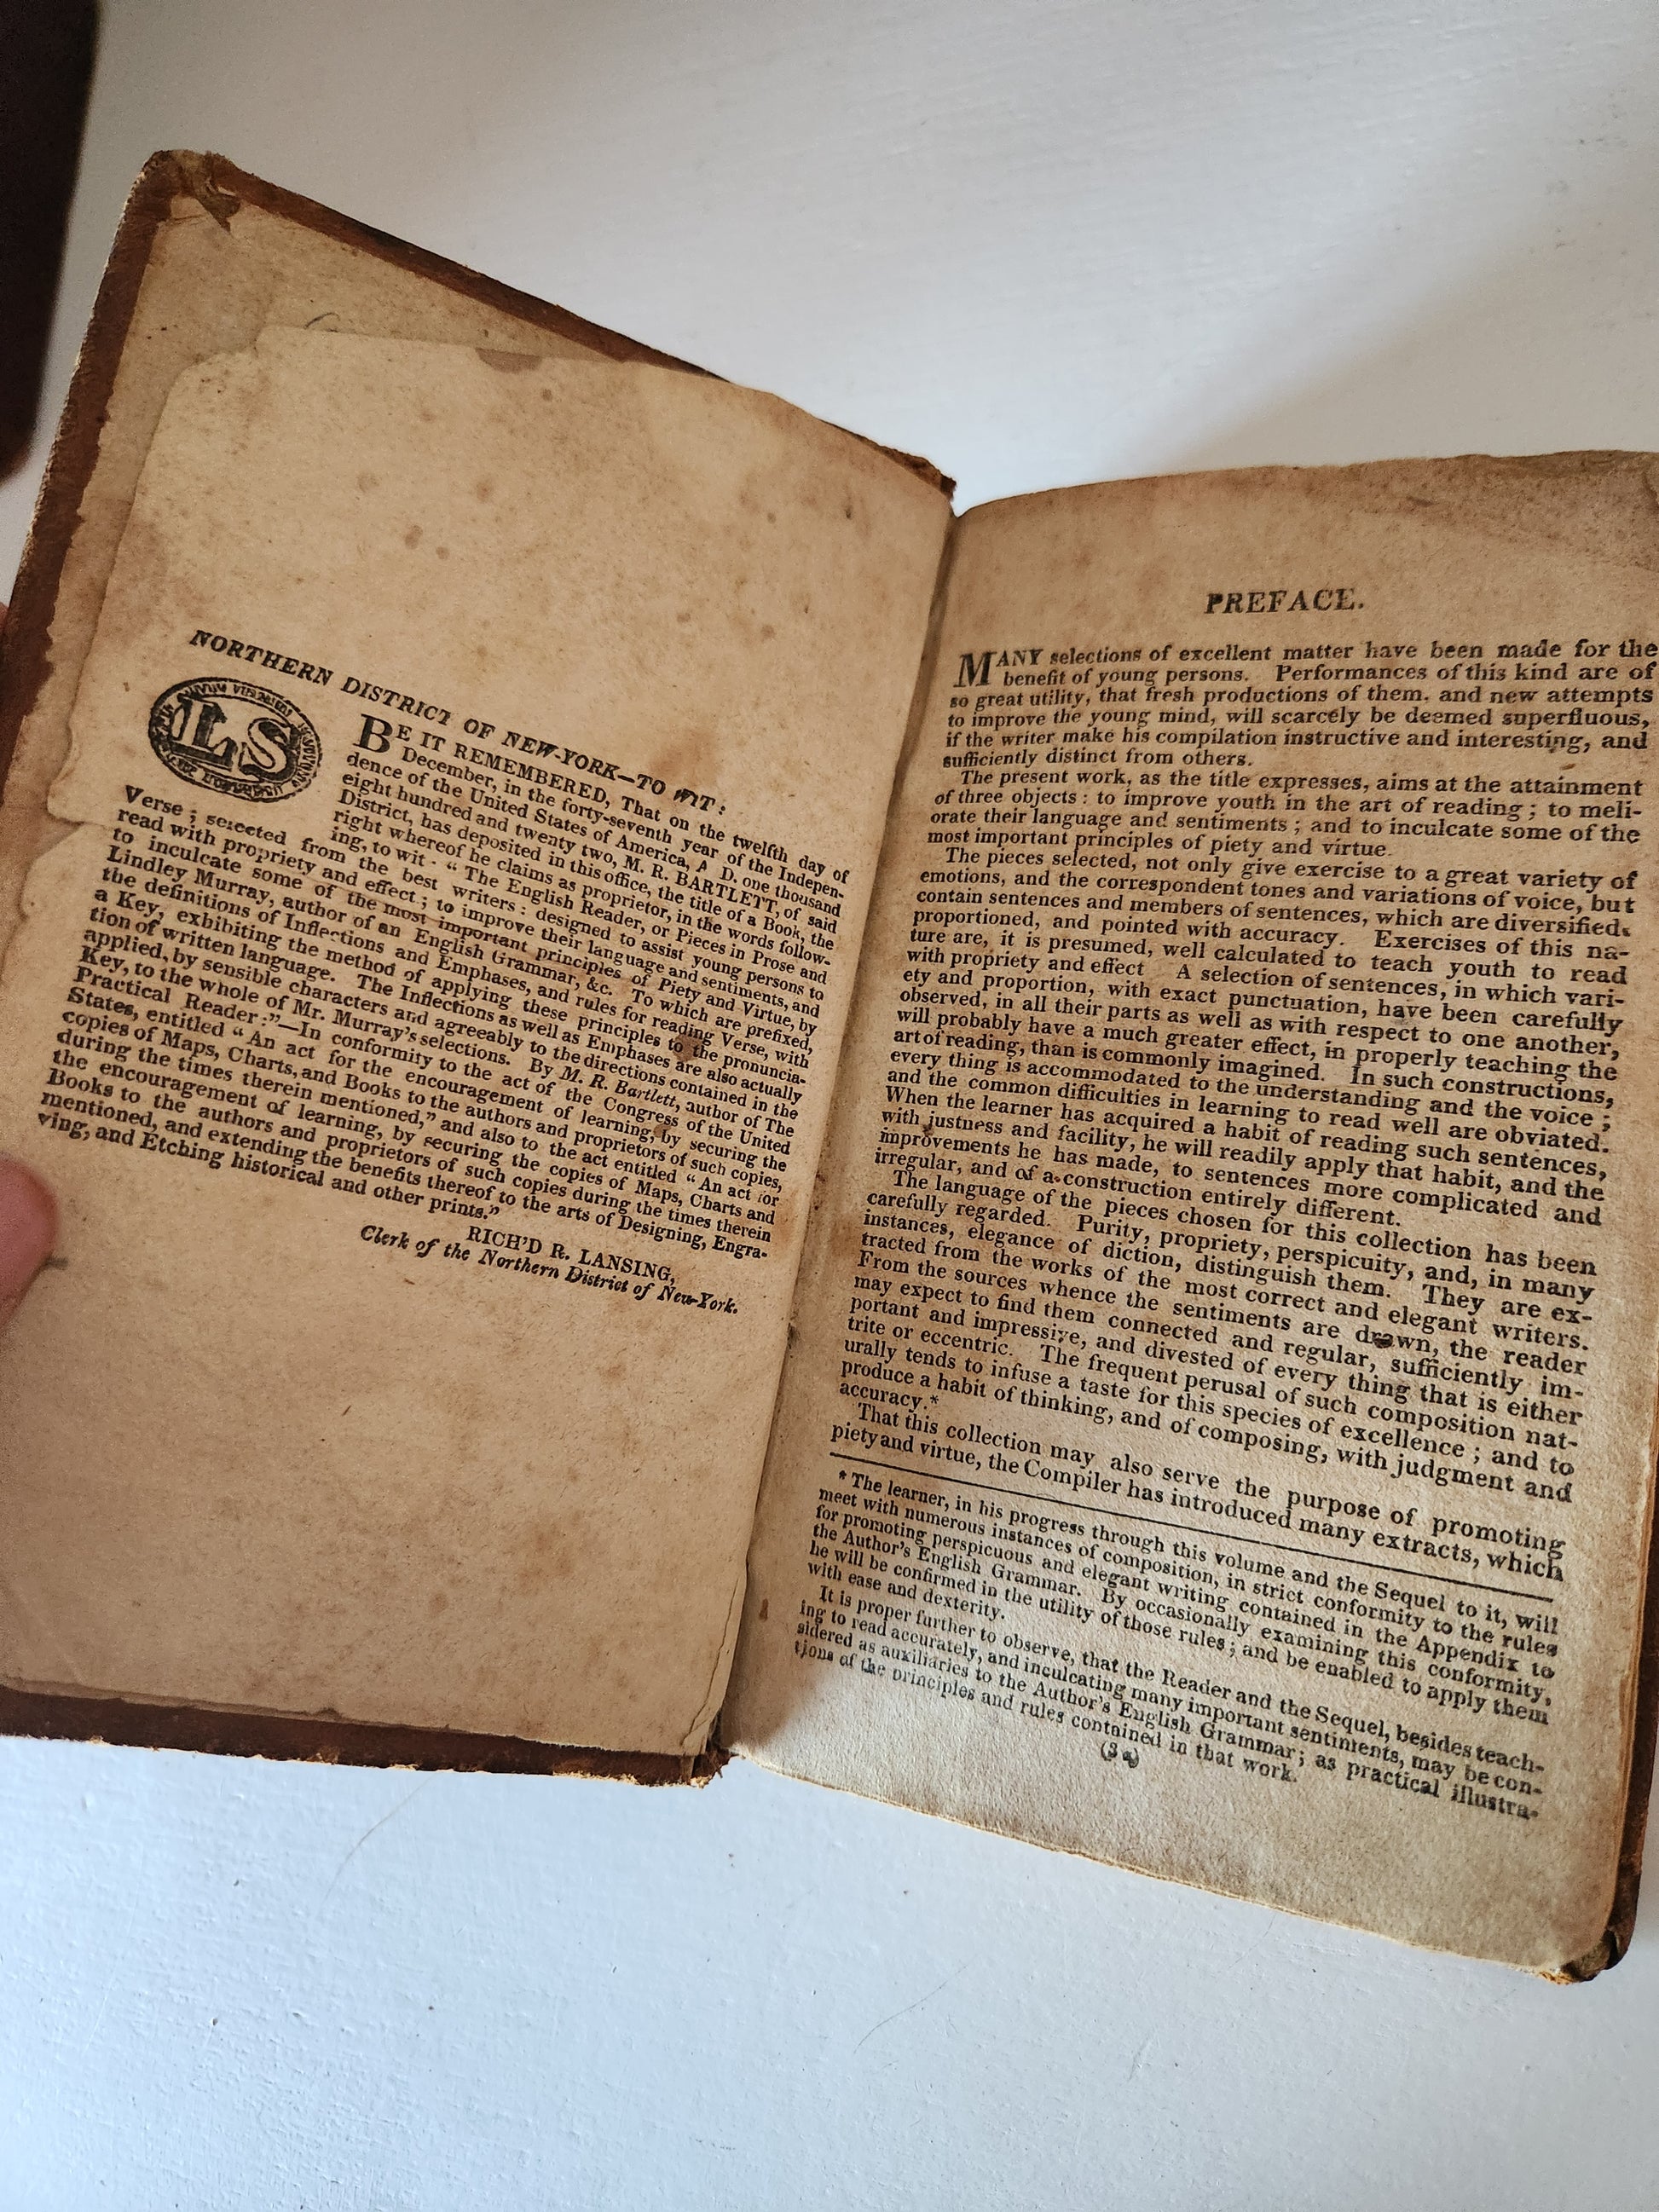 NORTHERN DISTRICT OF NEW-YORK—TO WIT:
LS
BE IT REMEMBERED, That on the twelfth day of
December, in the forty-seventh year of the Indepen-
dence of the United States of America, A D. one thousand
eight hundred and twenty two, M. R. BARTLETT, of said
District, has deposited in this office, the title of a Book, the
right whereof he claims as proprietor, in the words follow-
ing, to wit · “ The English Reader, or Pieces in Prose and
Verse ; selected from the best writers : designed to assist young persons to
read with propriety and effect ; to improve their language and sentiments, and
to inculcate some of the most important principles of Piety and Virtue, by
Lindley Murray, author of an English Grammar, &c. To which are prefixed,
the definitions of Inflections and Emphases, and rules for reading Verse, with
a Key, exhibiting the method of applying these principles to the pronuncia-
tion of written language. The Inflections as well as Emphases are also actually
applied, by sensible characters and agreeably to the directions contained in the
Key, to the whole of Mr. Murray's selections. By M. R. Bartlett, author of The
Practical Reader :”—In conformity to the act of the Congress of the United
States, entitled “ An act for the encouragement of learning, by securing the
copies of Maps, Charts, and Books to the authors and proprietors of such copies,
during the times therein mentioned,” and also to the act entitled “ An act for
the encouragement of learning, by securing the copies of Maps, Charts and
Books to the authors and proprietors of such copies during the times therein
mentioned, and extending the benefits thereof to the arts of Designing, Engra-
ving, and Etching historical and other prints.”
RICH'D R. LANSING,
Clerk of the Northern District of New-York.
PREFACE.
MANY selections of excellent matter have been made for the
benefit of young persons. Performances of this kind are of
so great utility, that fresh productions of them. and new attempts
to improve the young mind, will scarcely be deemed superfluous,
if the writer make his compilation instructive and interesting, and
sufficiently distinct from others.
The present work, as the title expresses, aims at the attainment
of three objects : to improve youth in the art of reading ; to meli-
orate their language and sentiments ; and to inculcate some of the
most important principles of piety and virtue.
The pieces selected, not only give exercise to a great variety of
emotions, and the correspondent tones and variations of voice, but
contain sentences and members of sentences, which are diversified,
proportioned, and pointed with accuracy. Exercises of this na-
ture are, it is presumed, well calculated to teach youth to read
with propriety and effect A selection of sentences, in which vari-
ety and proportion, with exact punctuation, have been carefully
observed, in all their parts as well as with respect to one another,
will probably have a much greater effect, in properly teaching the
art of reading, than is commonly imagined. In such constructions,
every thing is accommodated to the understanding and the voice ;
and the common difficulties in learning to read well are obviated.
When the learner has acquired a habit of reading such sentences,
with justness and facility, he will readily apply that habit, and the
improvements he has made, to sentences more complicated and
irregular, and of a construction entirely different.
The language of the pieces chosen for this collection has been
carefully regarded. Purity, propriety, perspicuity, and, in many
instances, elegance of diction, distinguish them. They are ex-
tracted from the works of the most correct and elegant writers.
From the sources whence the sentiments are drawn, the reader
may expect to find them connected and regular, sufficiently im-
portant and impressive, and divested of every thing that is either
trite or eccentric. The frequent perusal of such composition nat-
urally tends to infuse a taste for this species of excellence ; and to
produce a habit of thinking, and of composing, with judgment and
accuracy.*
That this collection may also serve the purpose of promoting
piety and virtue, the Compiler has introduced many extracts, which
* The learner, in his progress through this volume and the Sequel to it, will
meet with numerous instances of composition, in strict conformity to the rules
for promoting perspicuous and elegant writing contained in the Appendix to
the Author's English Grammar. By occasionally examining this conformity,
he will be confirmed in the utility of those rules ; and be enabled to apply them
with ease and dexterity.
It is proper further to observe, that the Reader and the Sequel, besides teach-
ing to read accurately, and inculcating many important sentiments, may be con-
sidered as auxiliaries to the Author's English Grammar ; as practical illustra-
tions of the principles and rules contained in that work.